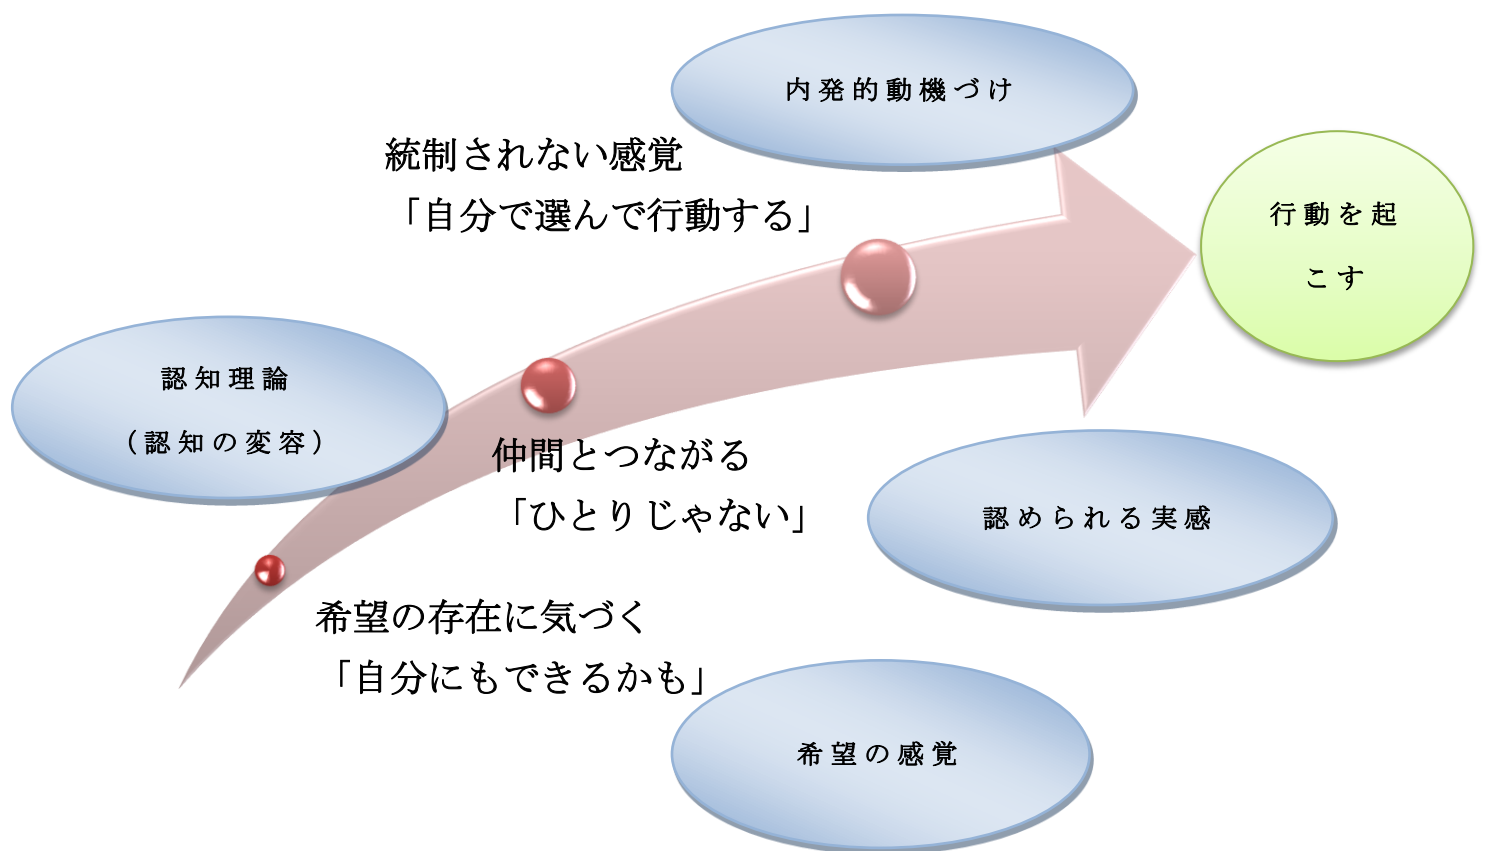 内発的動機づけ
統制されない感覚
「自分で選んで行動する」
行動を起
こす
認知理論
（認知の変容）
仲間とつながる
「ひとりじゃない」
認められる実感
希望の存在に気づく
「自分にもできるかも」
希望の感覚